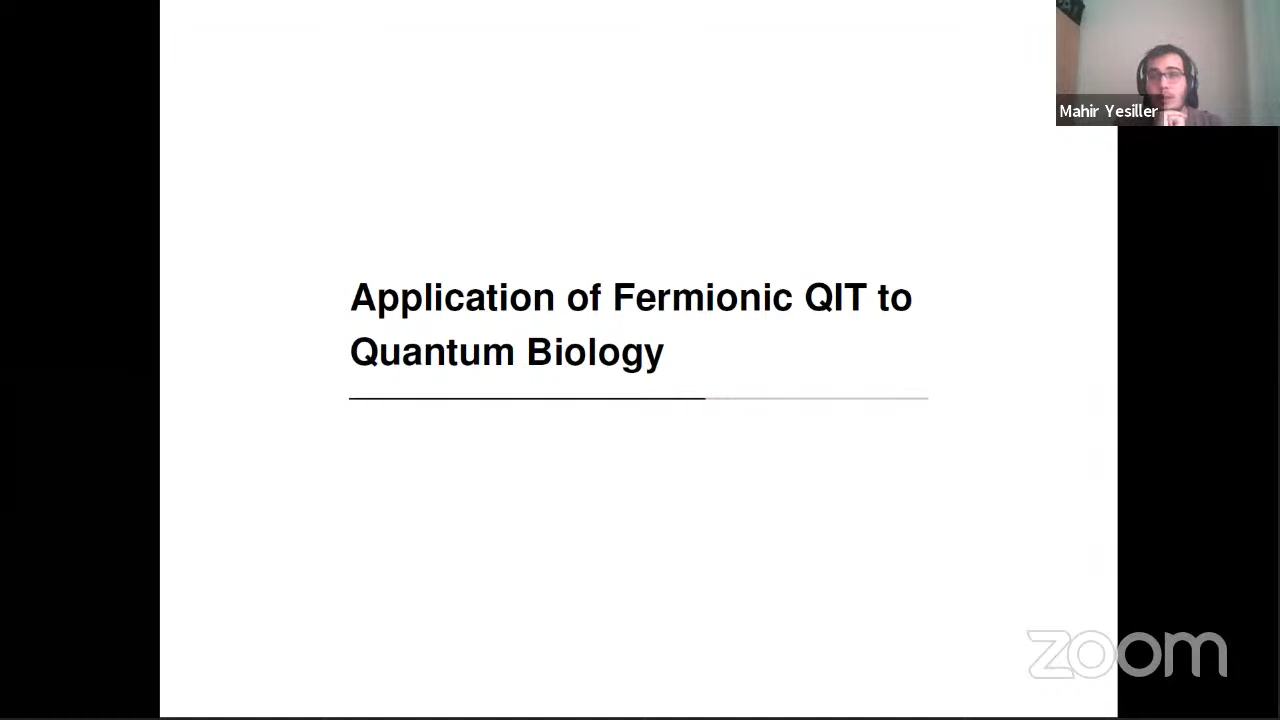 Mahir Yesiller
Application of Fermionic QIT to
Quantum Biology
zoom